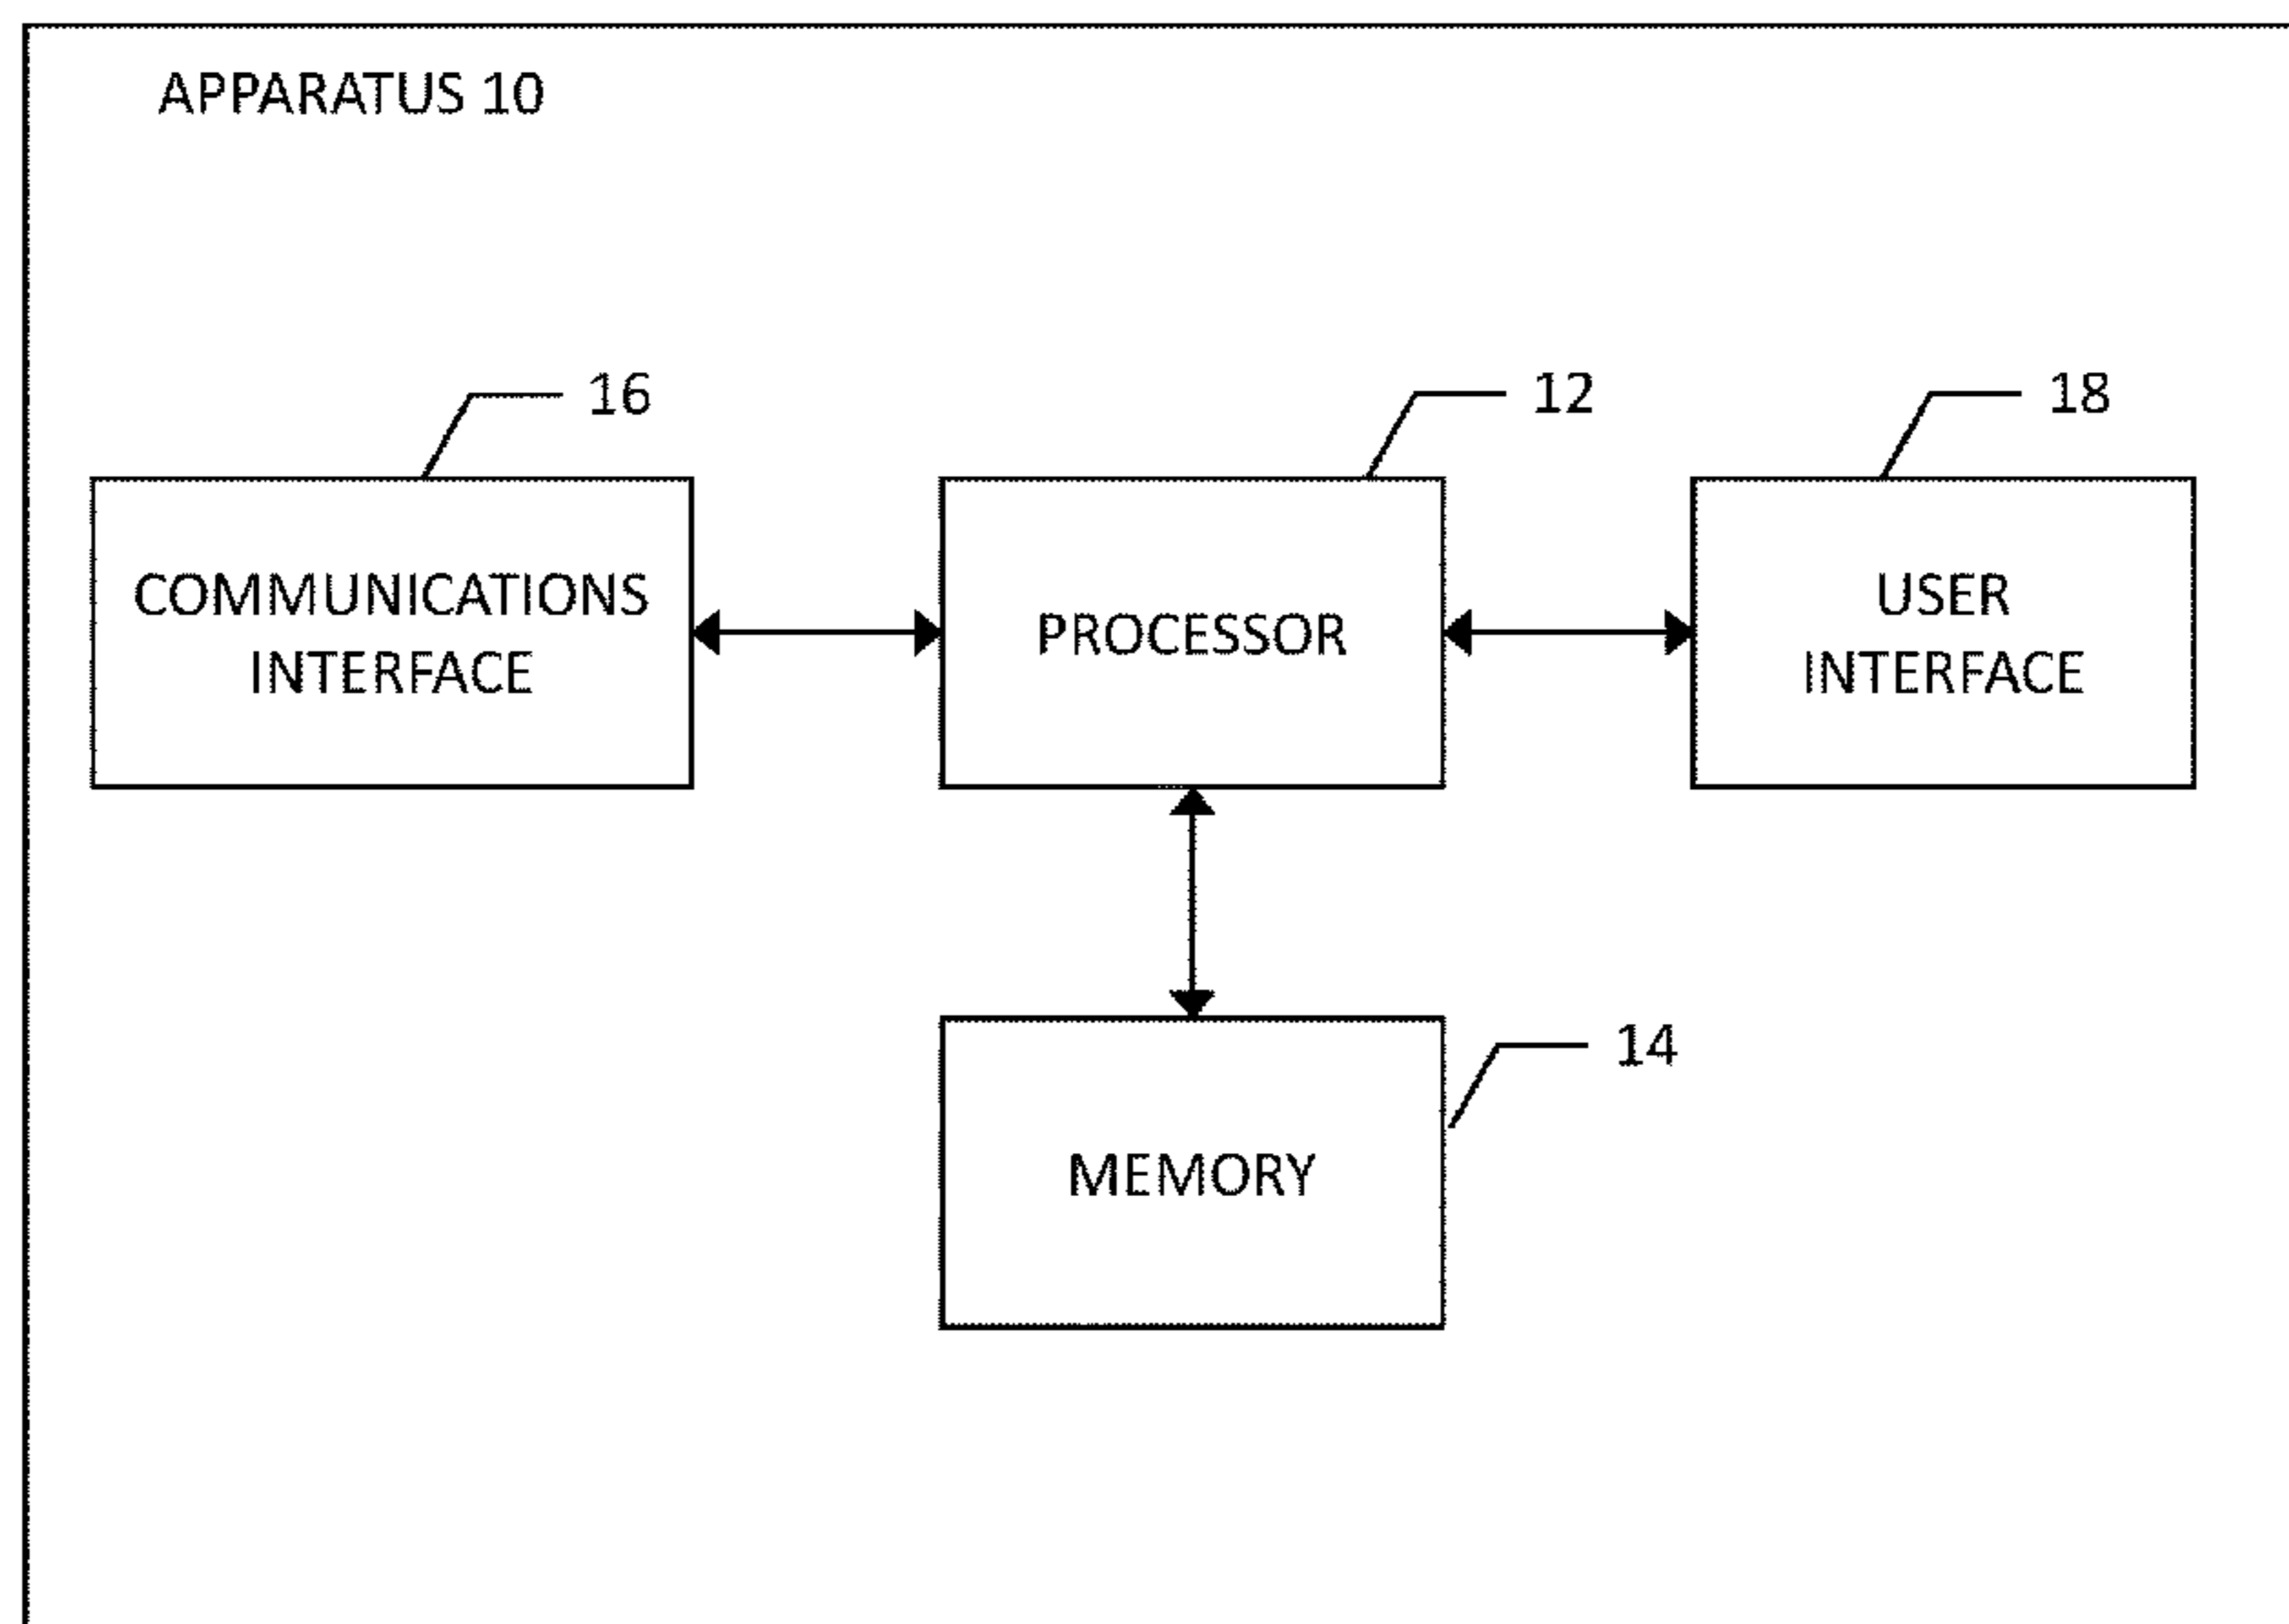 APPARATUS 10
16
12
18
COMMUNICATIONS
INTERFACE
PROCESSOR
USER
INTERFACE
14
MEMORY